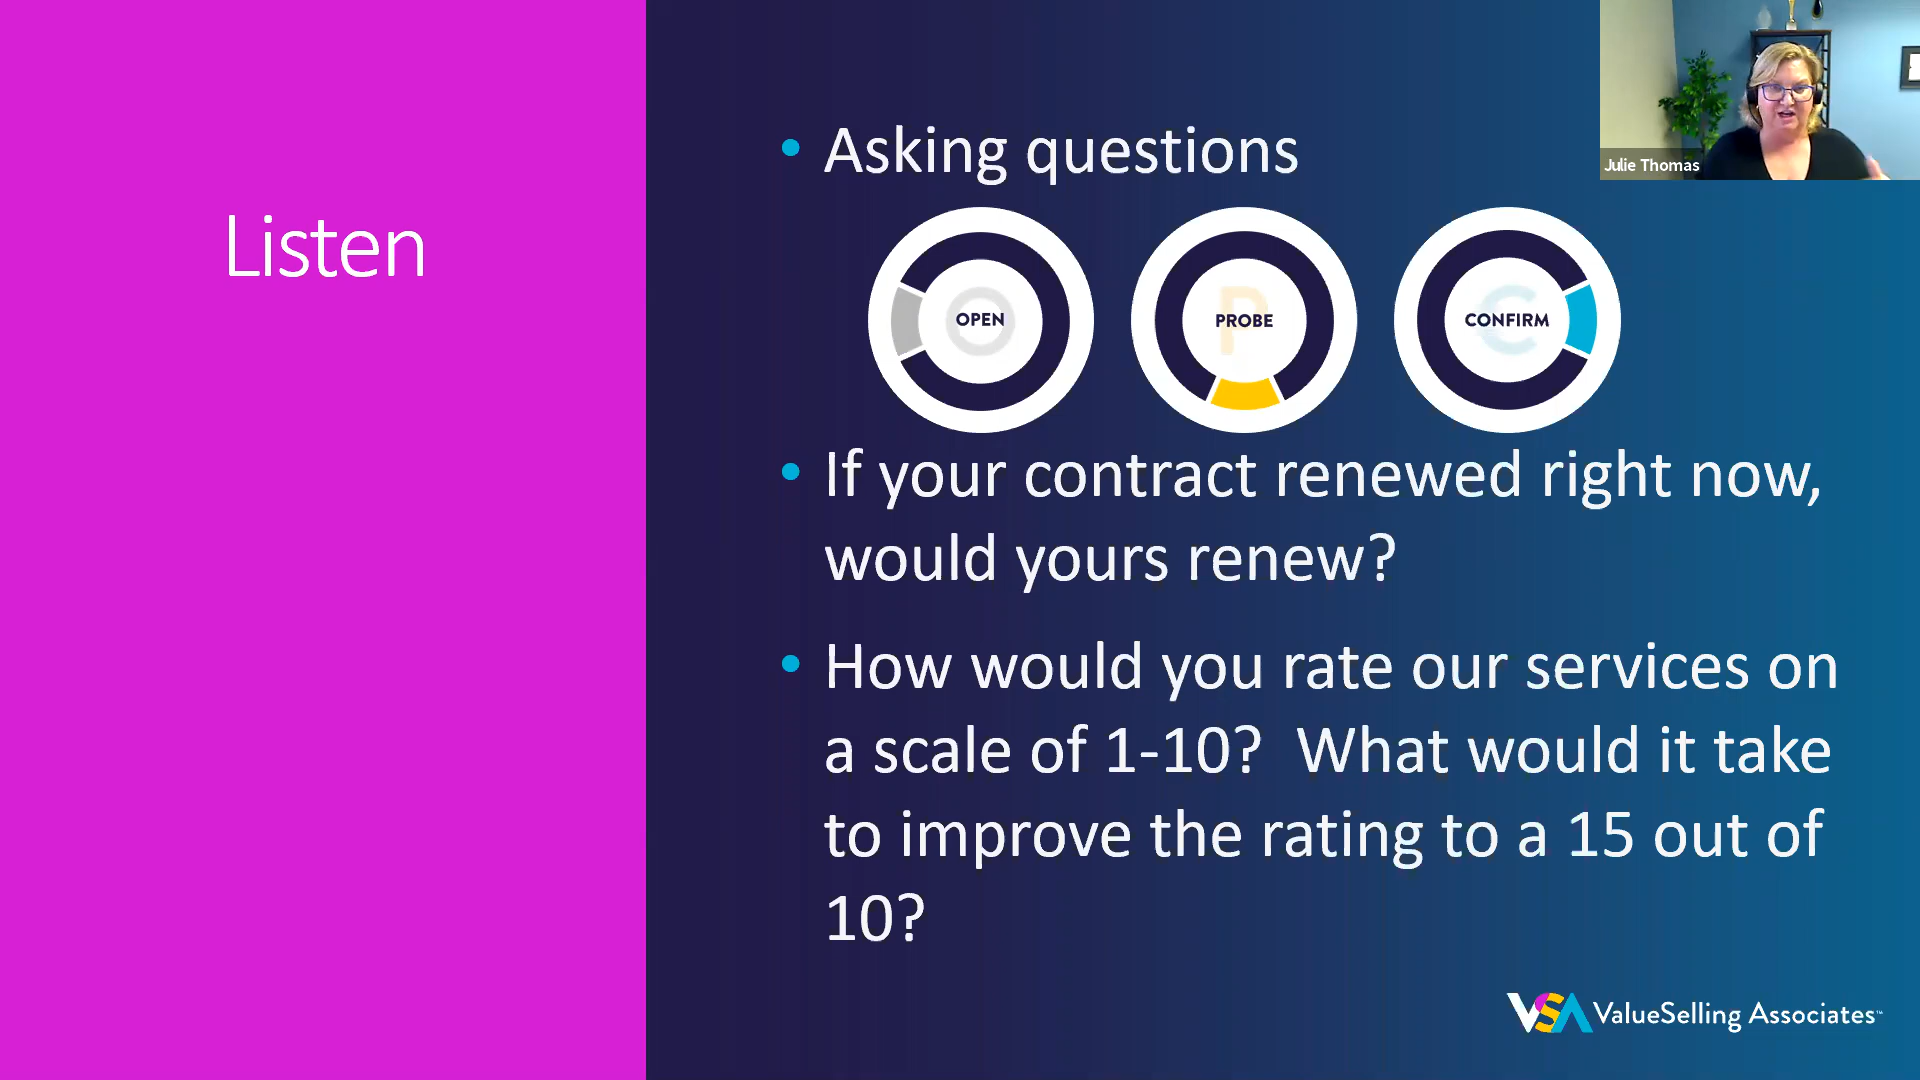 Listen
Asking questions
OPEN
PROBE
CONFIRM
If your contract renewed right now,
would yours renew?
How would you rate our services on
a scale of 1-10? What would it take
to improve the rating to a 15 out of
10?
Julie Thomas
VSA ValueSelling Associates™